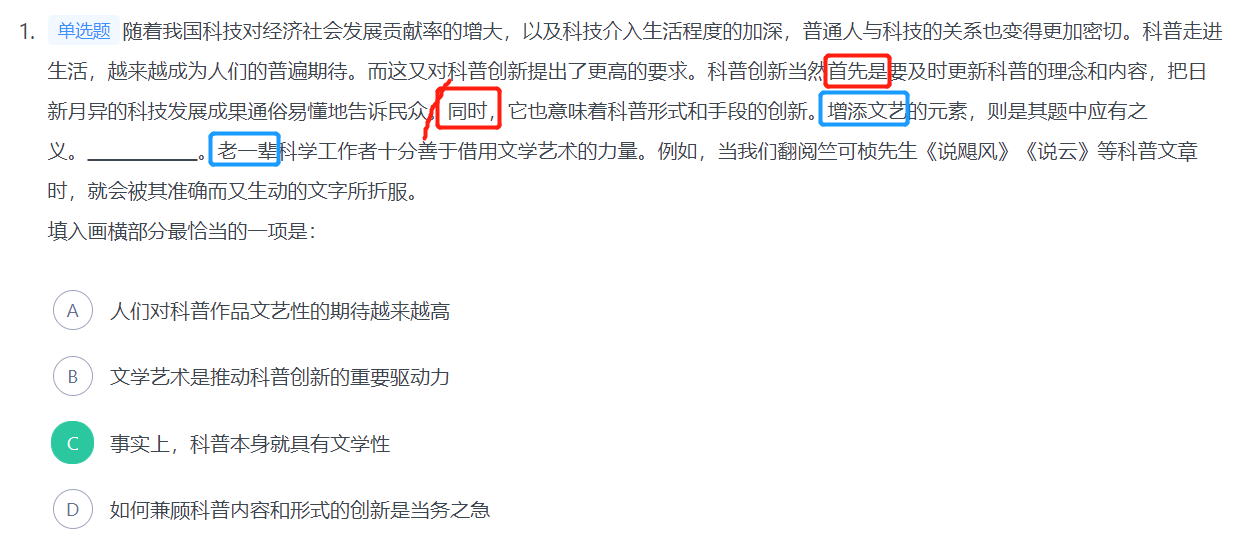 1. 单选题 随着我国科技对经济社会发展贡献率的增大，以及科技介入生活程度的加深，普通人与科技的关系也变得更加密切。科普走进
生活，越来越成为人们的普遍期待。而这又对科普创新提出了更高的要求。科普创新当然首先是要及时更新科普的理念和内容，把日
新月异的科技发展成果通俗易懂地告诉民众；同时，它也意味着科普形式和手段的创新。增添文艺的元素，则是其题中应有之
义。___________。老一辈科学工作者十分善于借用文学艺术的力量。例如，当我们翻阅竺可桢先生《说飓风》《说云》等科普文章
时，就会被其准确而又生动的文字所折服。
填入画横部分最恰当的一项是：
A 人们对科普作品文艺性的期待越来越高
B 文学艺术是推动科普创新的重要驱动力
C 事实上，科普本身就具有文学性
D 如何兼顾科普内容和形式的创新是当务之急